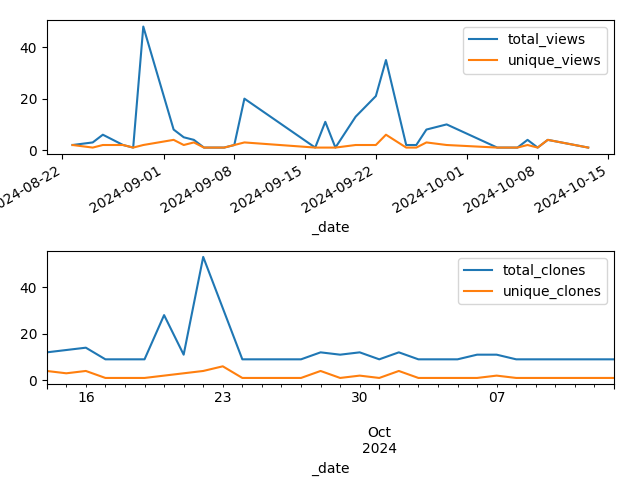 40
20
0
total_views
unique_views
2024-08-22
2024-09-01
2024-09-08
2024-09-15
2024-09-22
2024-10-01
2024-10-08
2024-10-15
_date
40
20
0
total_clones
unique_clones
16
23
30
07
Oct
2024
_date